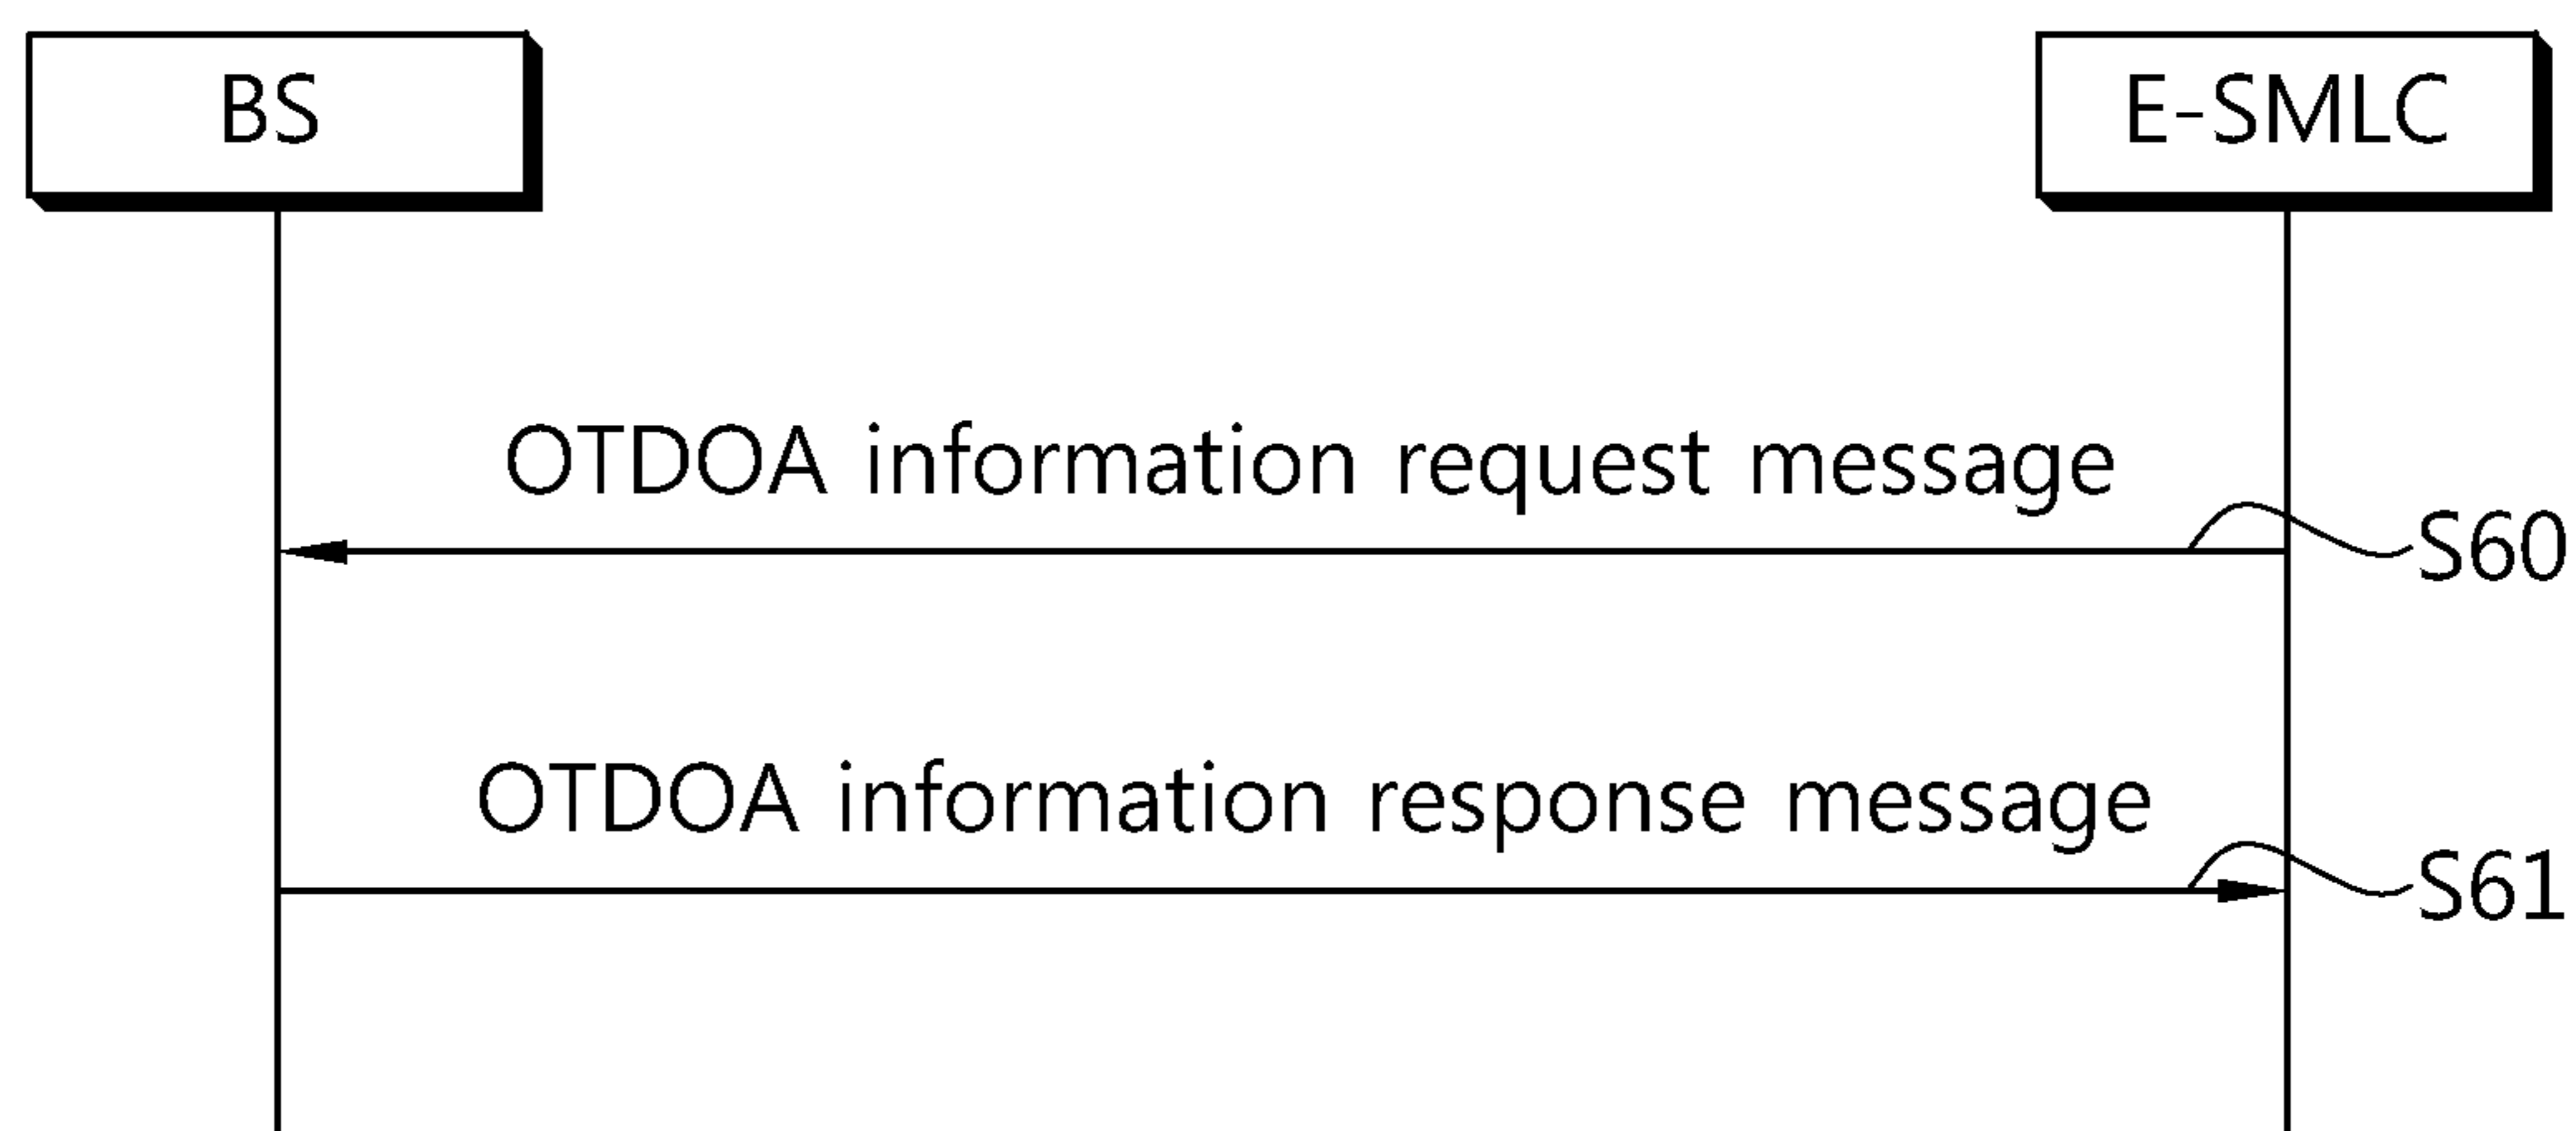 BS
E-SMLC
OTDOA information request message
S60
OTDOA information response message
S61